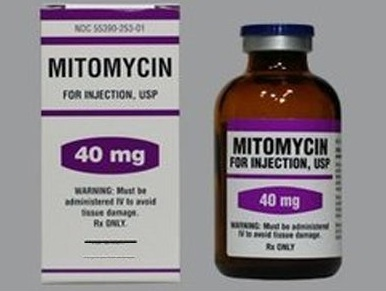 NDC 55390-253-01
MITOMYCIN
FOR INJECTION, USP
40 mg
WARNING: Must be
administered IV to avoid
tissue damage.
Rx ONLY.
MITOMYCIN
FOR INJECTION, USP
40 mg
WARNING: Must be administered
IV to avoid tissue damage.
Rx ONLY